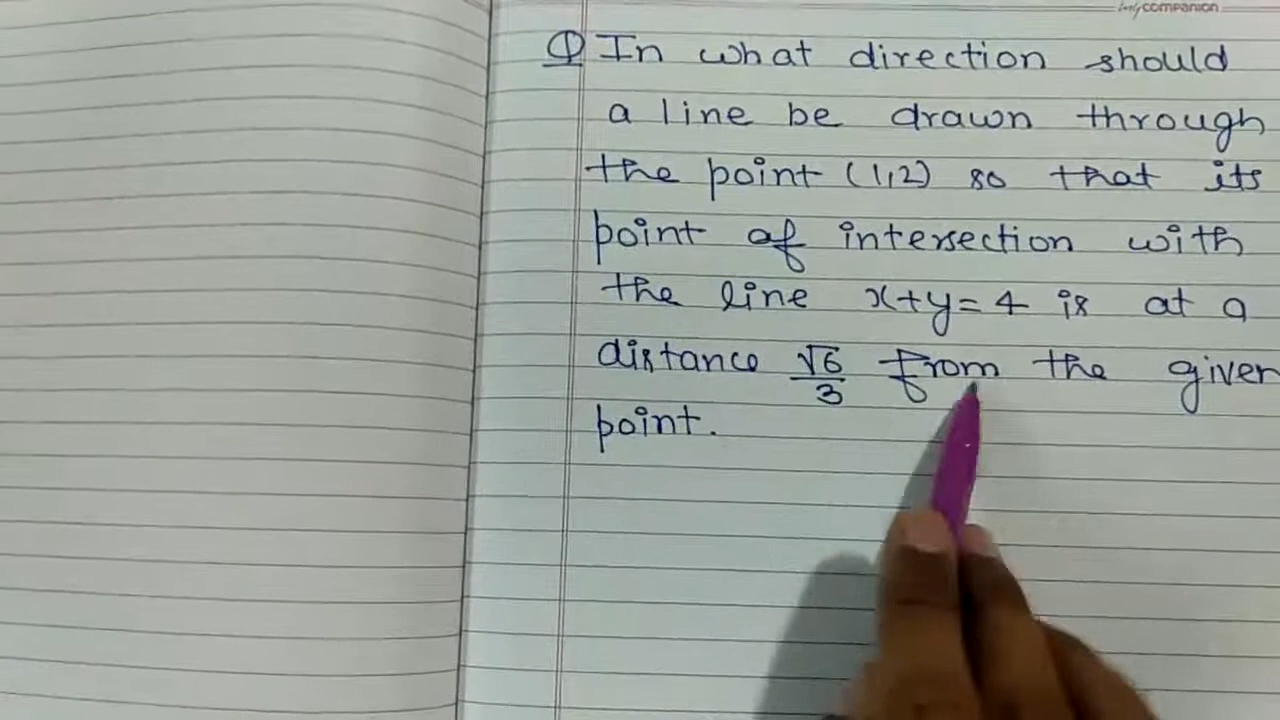 mycompanion
Q In what direction should
a line be drawn through
the point (1,2) so that its
point of intersection with
the line x+y=4 is at a
distance √6/3 from the given
point.